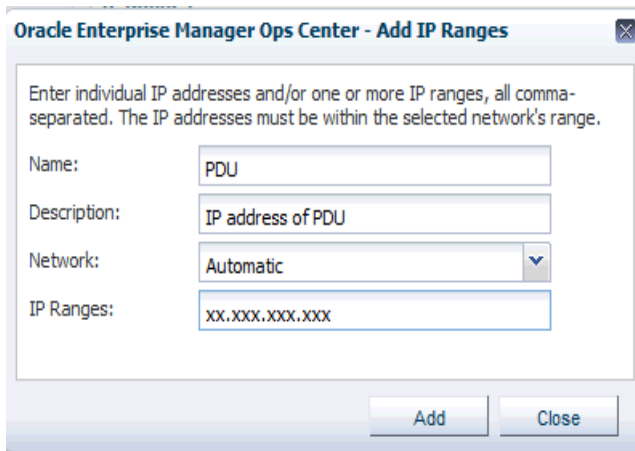 Oracle Enterprise Manager Ops Center - Add IP Ranges
Enter individual IP addresses and/or one or more IP ranges, all comma-
separated. The IP addresses must be within the selected network's range.
Name: PDU
Description: IP address of PDU
Network: Automatic
IP Ranges: xx.xxx.xxx.xxx
Add Close